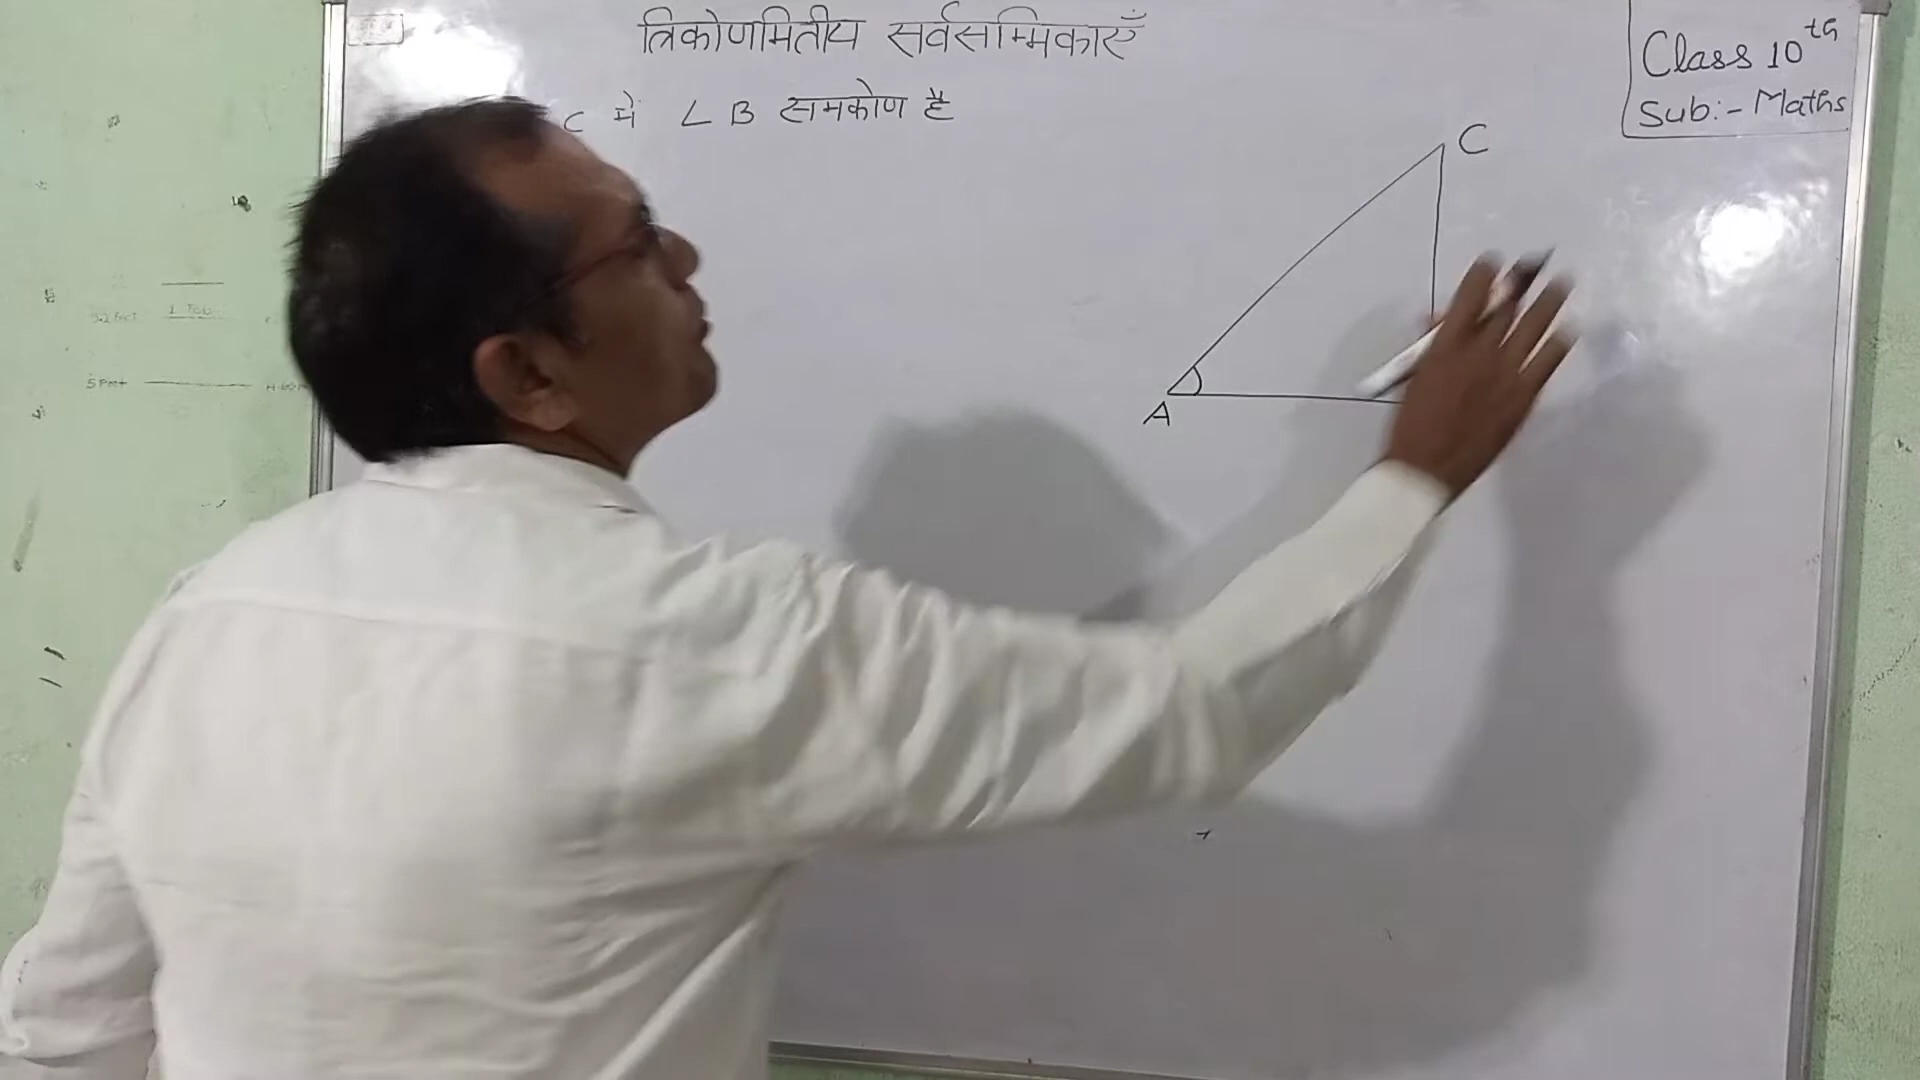 त्रिकोणमितीय सर्वसम्मिकाएँ
Class 10th
Sub:- Maths
C में ∠ B समकोण है
C
A